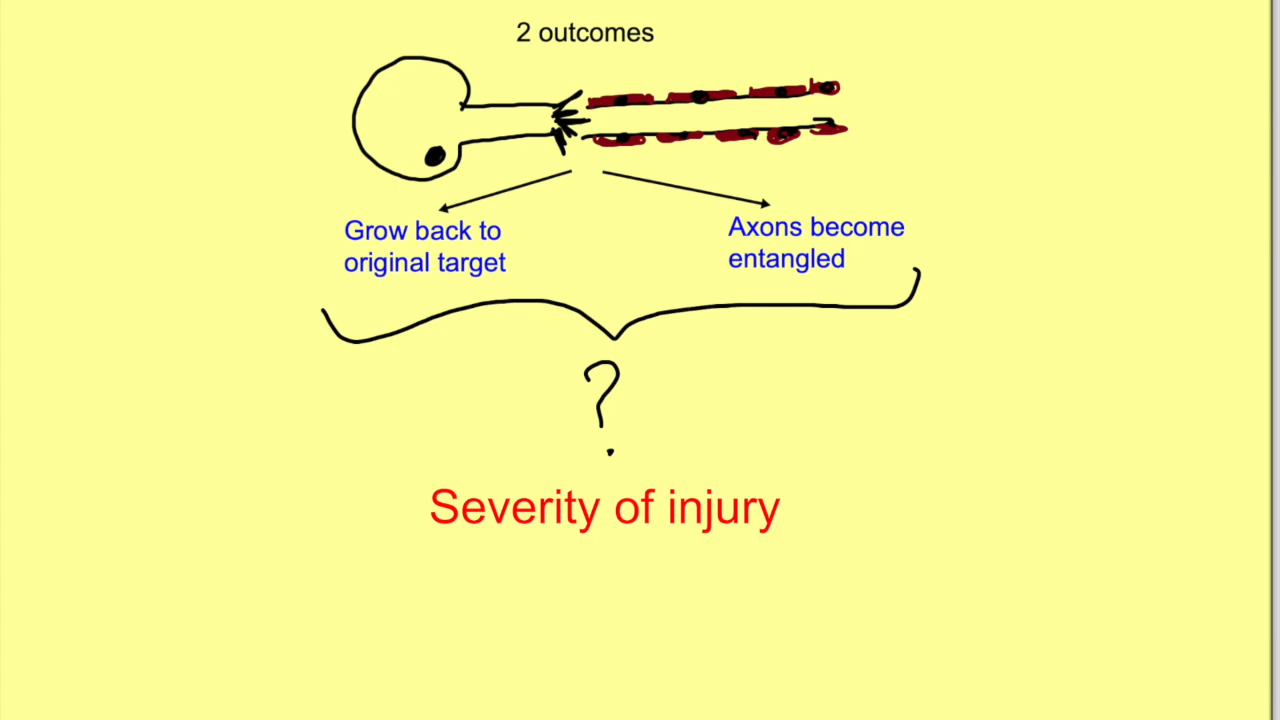 2 outcomes
Grow back to
original target
Axons become
entangled
?
Severity of injury